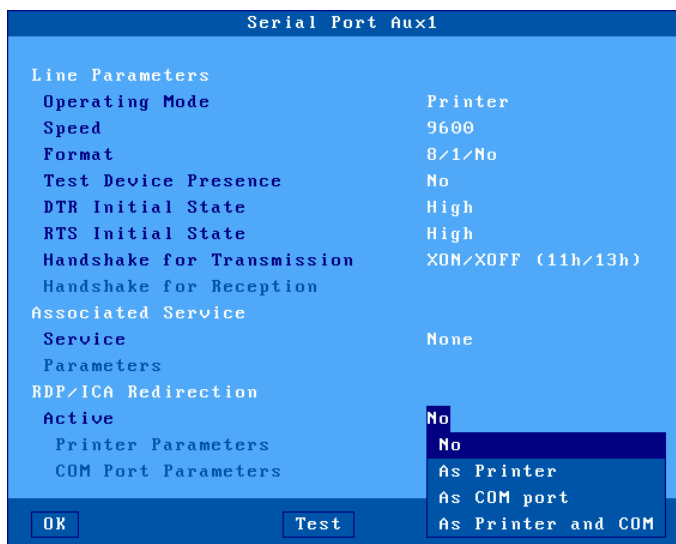 Serial Port Aux1
Line Parameters
Operating Mode Printer
Speed 9600
Format 8/1/No
Test Device Presence No
DTR Initial State High
RTS Initial State High
Handshake for Transmission XON/XOFF (11h/13h)
Handshake for Reception
Associated Service
Service None
Parameters
RDP/ICA Redirection
Active No
Printer Parameters No
COM Port Parameters As Printer
As COM port
OK Test As Printer and COM